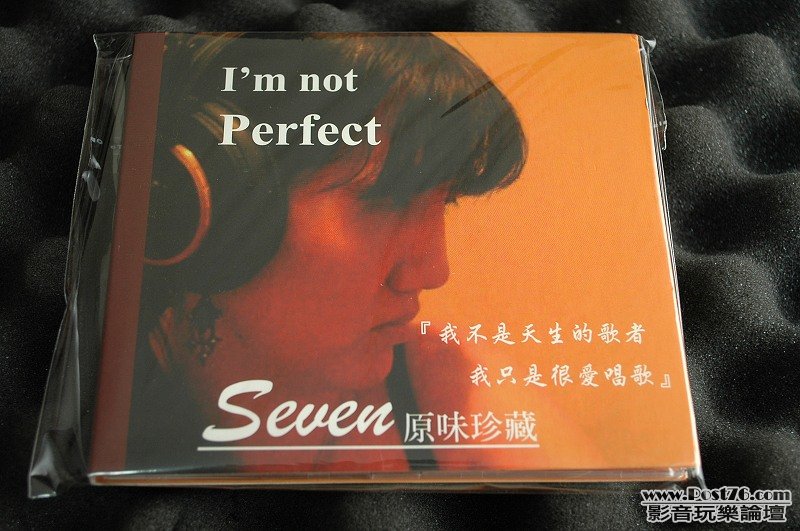 I'm not
Perfect
『我不是天生的歌者
我只是很愛唱歌』
Seven 原味珍藏
www.Post76.com
影音玩樂論壇